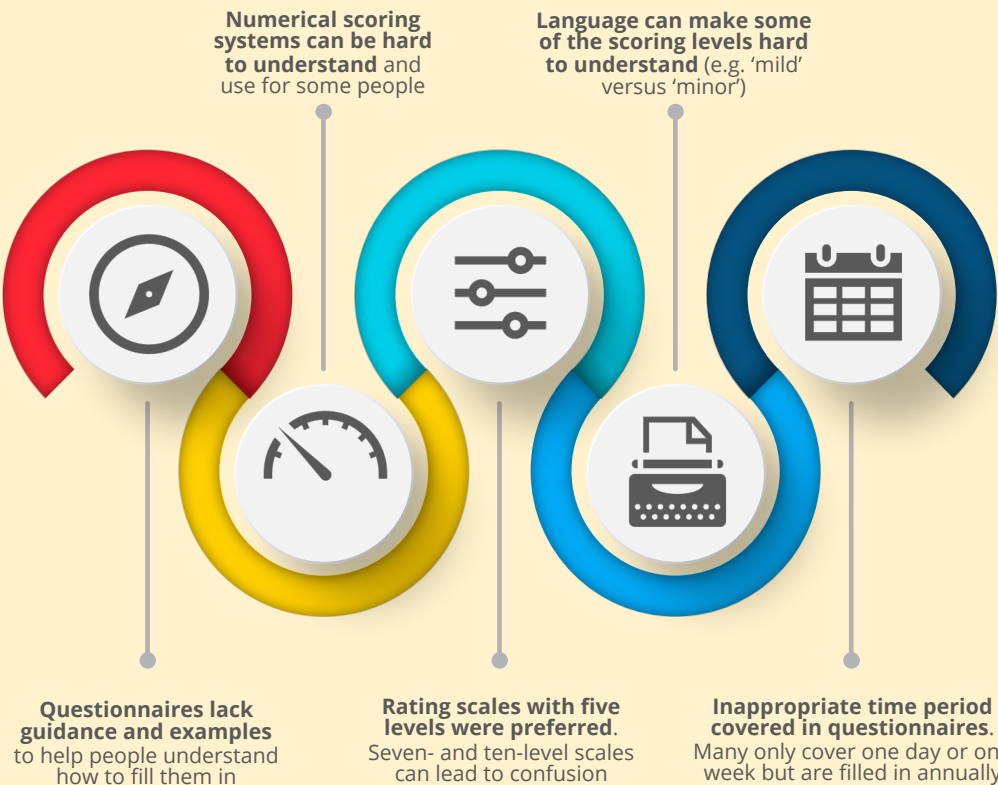 Numerical scoring
systems can be hard
to understand and
use for some people
Language can make some
of the scoring levels hard
to understand (e.g. ‘mild’
versus ‘minor’)
Questionnaires lack
guidance and examples
to help people understand
how to fill them in
Rating scales with five
levels were preferred.
Seven- and ten-level scales
can lead to confusion
Inappropriate time period
covered in questionnaires.
Many only cover one day or on
week but are filled in annually